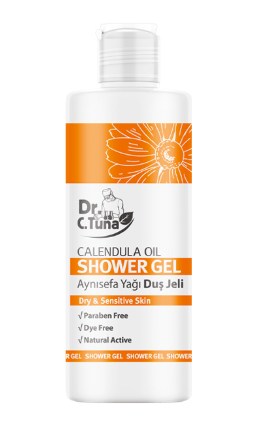 Dr.
C.Tuna
CALENDULA OIL
SHOWER GEL
Aynısefa Yağı Duş Jeli
Dry & Sensitive Skin
√ Paraben Free
√ Dye Free
√ Natural Active
R GEL SHOWER GEL SHOWER GEL SHOWER